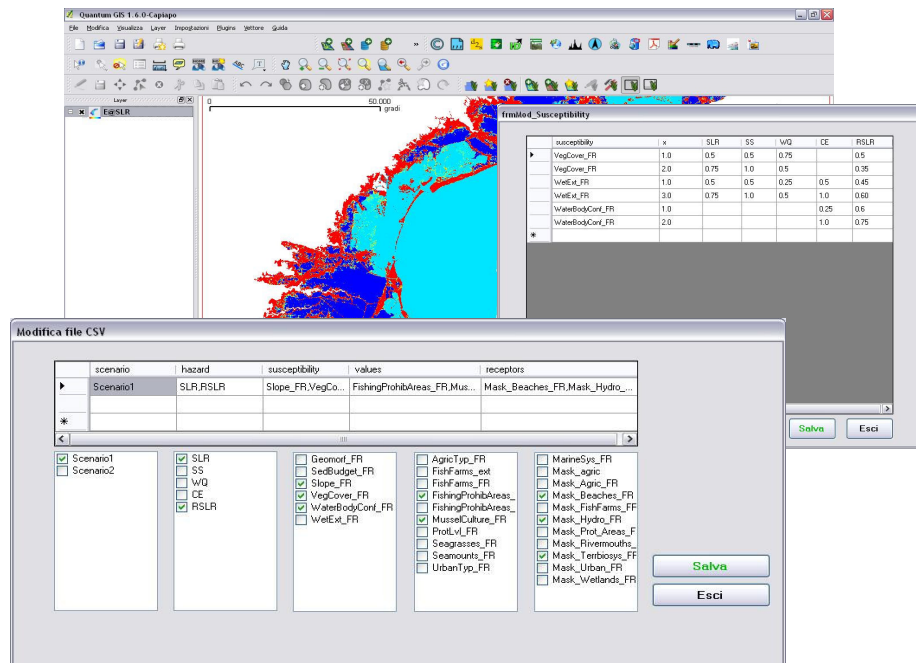 Quantum GIS 1.6.0-Capiapo
File Modifica Visualizza Layer Impostazioni Plugins Vettore Guida
Layer
E@SLR
0 50.000
gradi
frmMod_Susceptibility
susceptibility x SLR SS WQ CE RSLR
VegCover_FR 1.0 0.5 0.5 0.75 0.5
VegCover_FR 2.0 0.75 1.0 0.5 0.35
WetExt_FR 1.0 0.5 0.5 0.25 0.5 0.45
WetExt_FR 3.0 0.75 1.0 0.5 1.0 0.60
WaterBodyConf_FR 1.0 0.25 0.6
WaterBodyConf_FR 2.0 1.0 0.75
Salva Esci
Modifica file CSV
scenario hazard susceptibility values receptors
Scenario1 SLR,RSLR Slope_FR,VegCo... FishingProhibAreas_FR,Mus... Mask_Beaches_FR,Mask_Hydro_...
Scenario1
Scenario2
SLR
SS
WQ
CE
RSLR
Geomorf_FR
SedBudget_FR
Slope_FR
VegCover_FR
WaterBodyConf_FR
WetExt_FR
AgricTyp_FR
FishFarms_ext
FishFarms_FR
FishingProhibAreas_
FishingProhibAreas_
MusselCulture_FR
ProtLvl_FR
Seagrasses_FR
Seamounts_FR
UrbanTyp_FR
MarineSys_FR
Mask_agric
Mask_Agric_FR
Mask_Beaches_FR
Mask_FishFarms_FF
Mask_Hydro_FR
Mask_Prot_Areas_F
Mask_Rivermouths_
Mask_Terrbiosys_FF
Mask_Urban_FR
Mask_Wetlands_FR
Salva
Esci